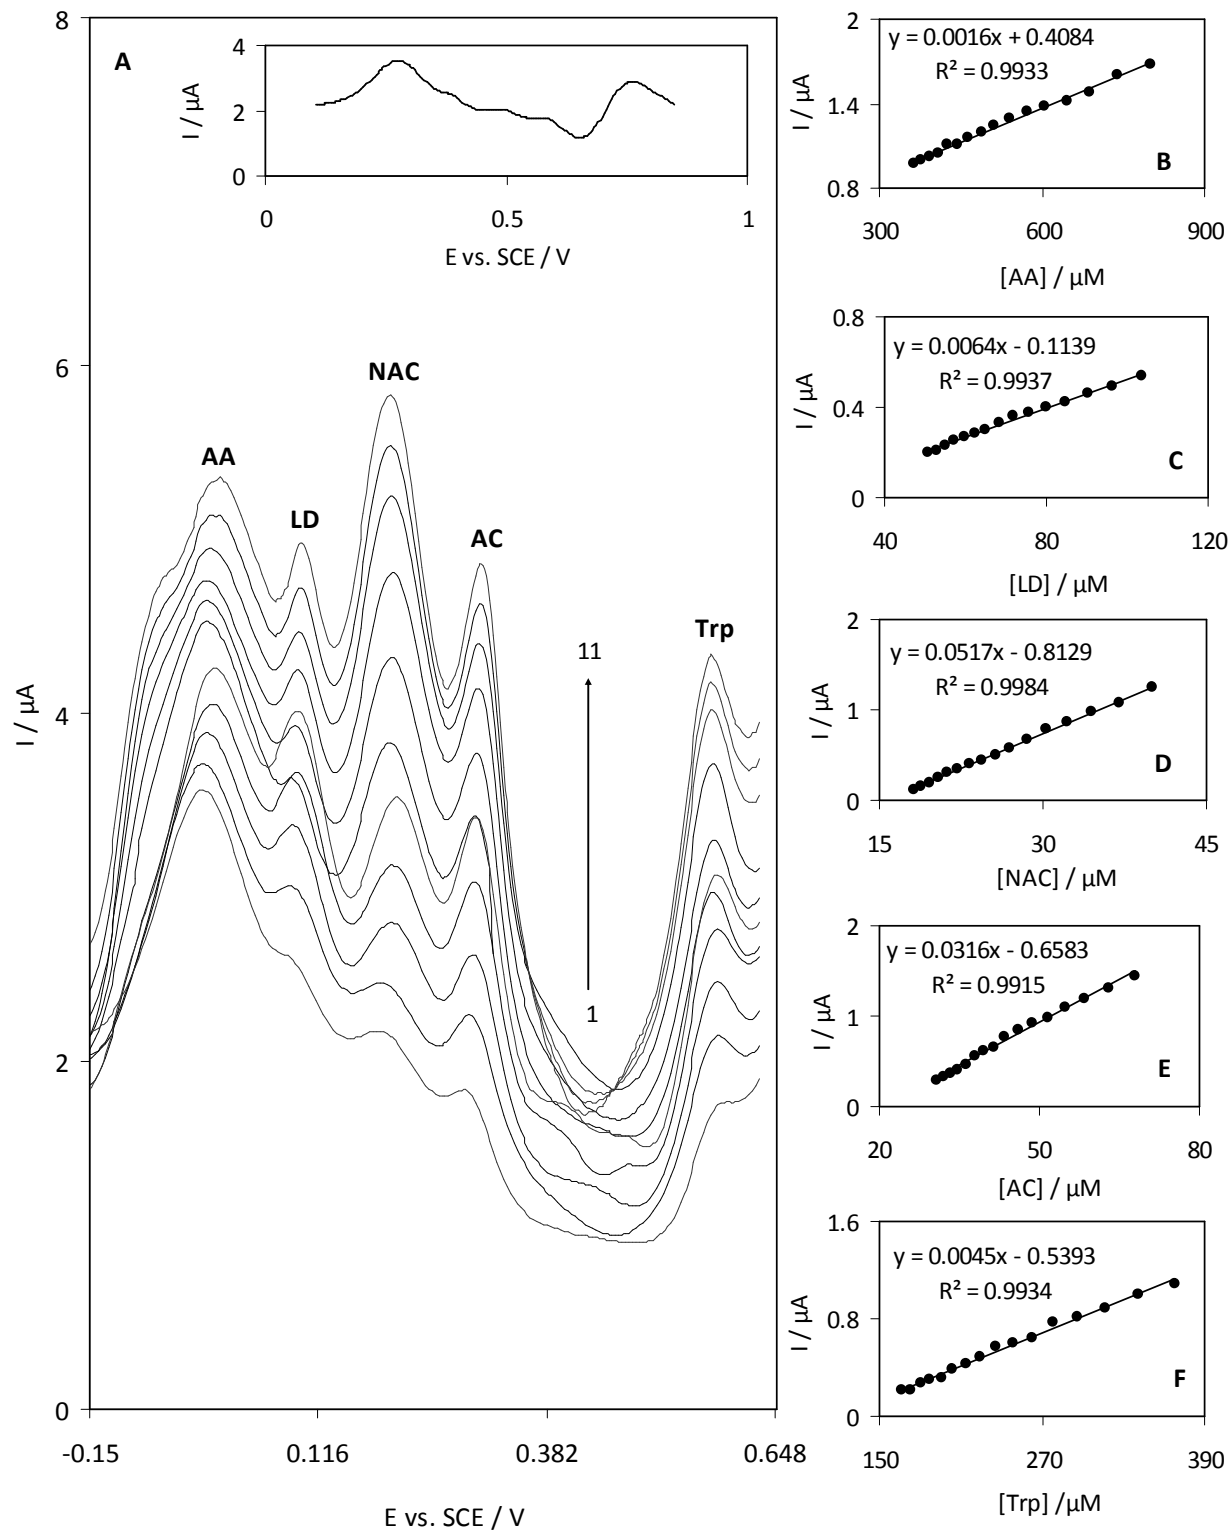 A
8
6
4
2
0
I / µA
-0.15
0.116
0.382
0.648
E vs. SCE / V
4
2
0
I / µA
0
0.5
1
E vs. SCE / V
AA
LD
NAC
AC
Trp
11
1
2
1.4
0.8
I / µA
y = 0.0016x + 0.4084
R² = 0.9933
B
300
600
900
[AA] / µM
0.8
0.4
0
I / µA
y = 0.0064x - 0.1139
R² = 0.9937
C
40
80
120
[LD] / µM
2
1
0
I / µA
y = 0.0517x - 0.8129
R² = 0.9984
D
15
30
45
[NAC] / µM
2
1
0
I / µA
y = 0.0316x - 0.6583
R² = 0.9915
E
20
50
80
[AC] / µM
1.6
0.8
0
I / µA
y = 0.0045x - 0.5393
R² = 0.9934
F
150
270
390
[Trp] /µM